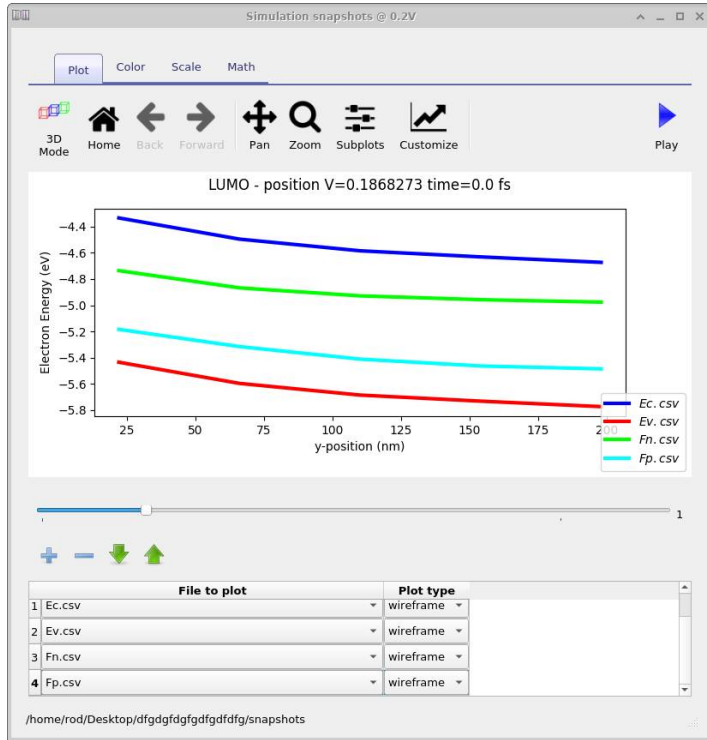 Simulation snapshots @ 0.2V
Plot Color Scale Math
3D Mode
Home
Back
Forward
Pan
Zoom
Subplots
Customize
Play
LUMO - position V=0.1868273 time=0.0 fs
Electron Energy (eV)
−4.4
−4.6
−4.8
−5.0
−5.2
−5.4
−5.6
−5.8
25 50 75 100 125 150 175 200
y-position (nm)
Ec.csv
Ev.csv
Fn.csv
Fp.csv
1
File to plot Plot type
1 Ec.csv wireframe
2 Ev.csv wireframe
3 Fn.csv wireframe
4 Fp.csv wireframe
/home/rod/Desktop/dfgdgfdgfgdfgdfdfg/snapshots